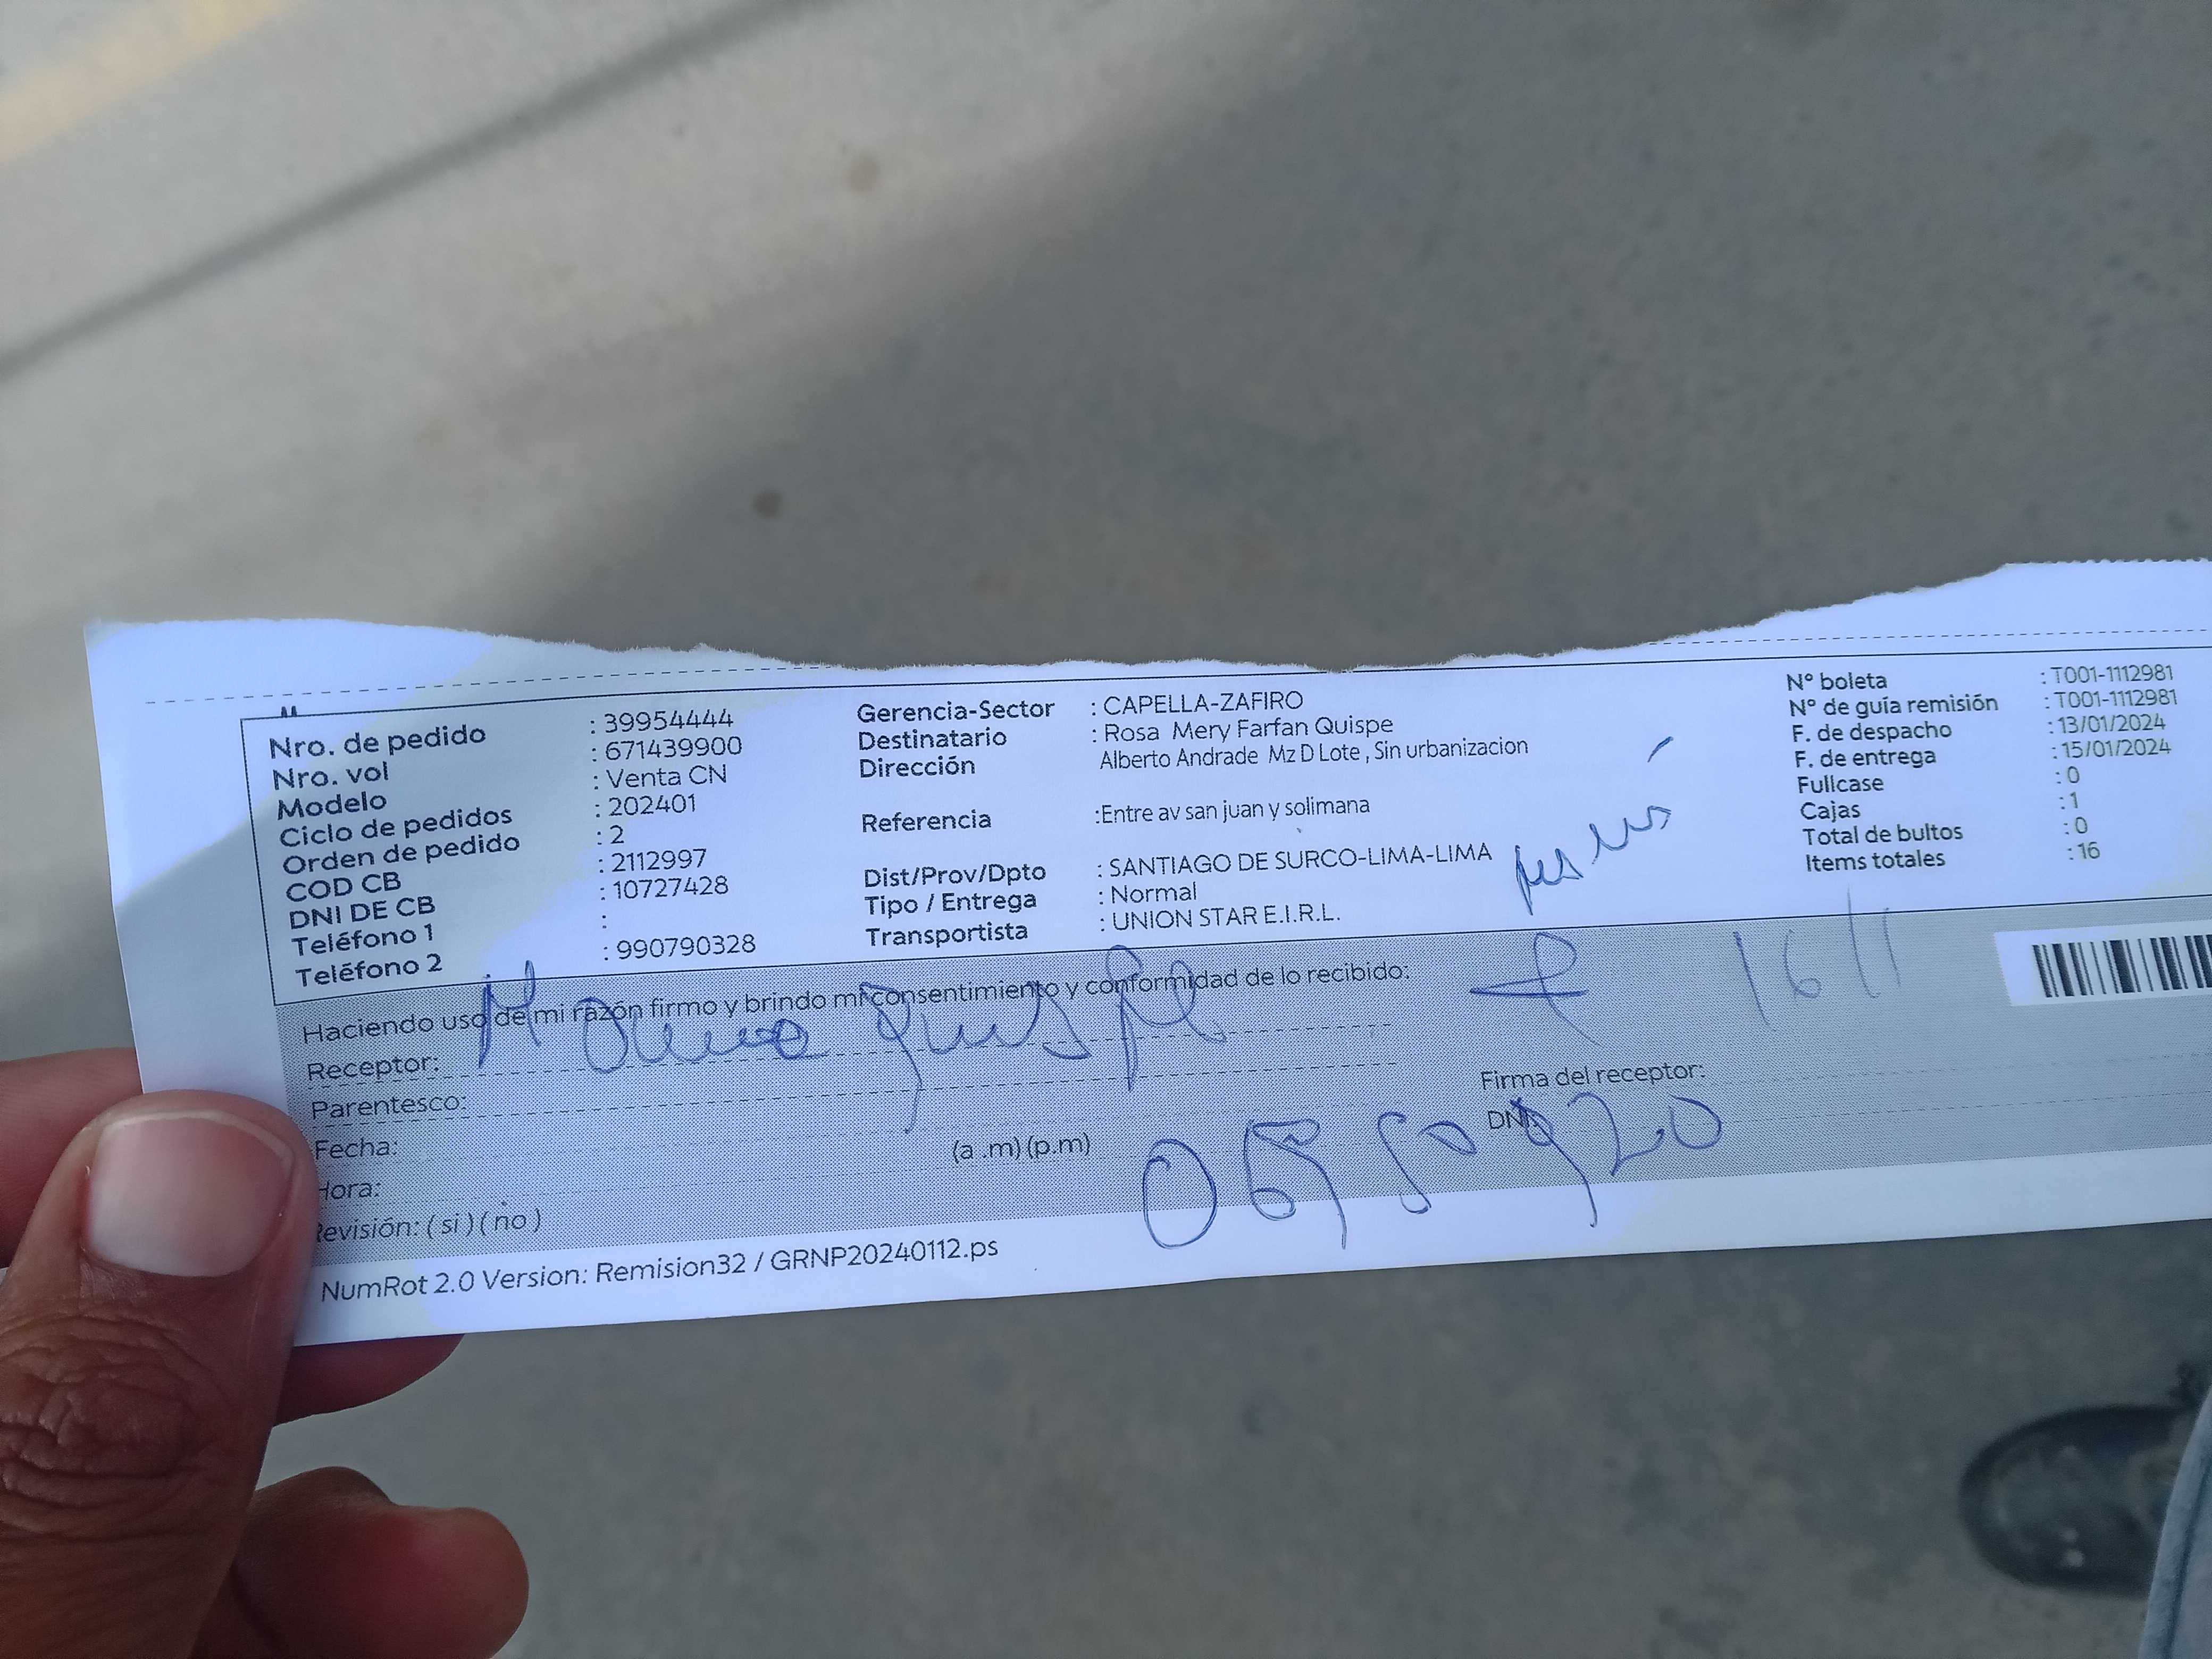 Nro. de pedido : 39954444
Nro. vol : 671439900
Modelo : Venta CN
Ciclo de pedidos : 202401
Orden de pedido : 2
COD CB : 2112997
DNI DE CB : 10727428
Teléfono 1 :
Teléfono 2 : 990790328
Gerencia-Sector : CAPELLA-ZAFIRO
Destinatario : Rosa Mery Farfan Quispe
Dirección Alberto Andrade Mz D Lote , Sin urbanizacion
Referencia :Entre av san juan y solimana
Dist/Prov/Dpto : SANTIAGO DE SURCO-LIMA-LIMA
Tipo / Entrega : Normal
Transportista : UNION STAR E.I.R.L.
N° boleta : T001-1112981
N° de guía remisión : T001-1112981
F. de despacho : 13/01/2024
F. de entrega : 15/01/2024
Fullcase : 0
Cajas : 1
Total de bultos : 0
Items totales : 16
Haciendo uso de mi razón firmo y brindo mi consentimiento y conformidad de lo recibido:
Receptor: Quispe
Parentesco:
Fecha:
Hora: (a .m) (p.m)
evisión: ( si ) ( no )
Firma del receptor:
DNI
NumRot 2.0 Version: Remision32 / GRNP20240112.ps